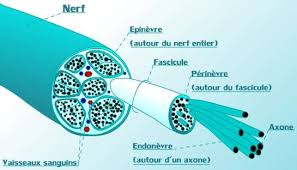 Nerf
Epinèvre
(autour du nerf entier)
Fascicule
Périnèvre
(autour du fascicule)
Axone
Endonèvre
(autour d'un axone)
Vaisseaux sanguins